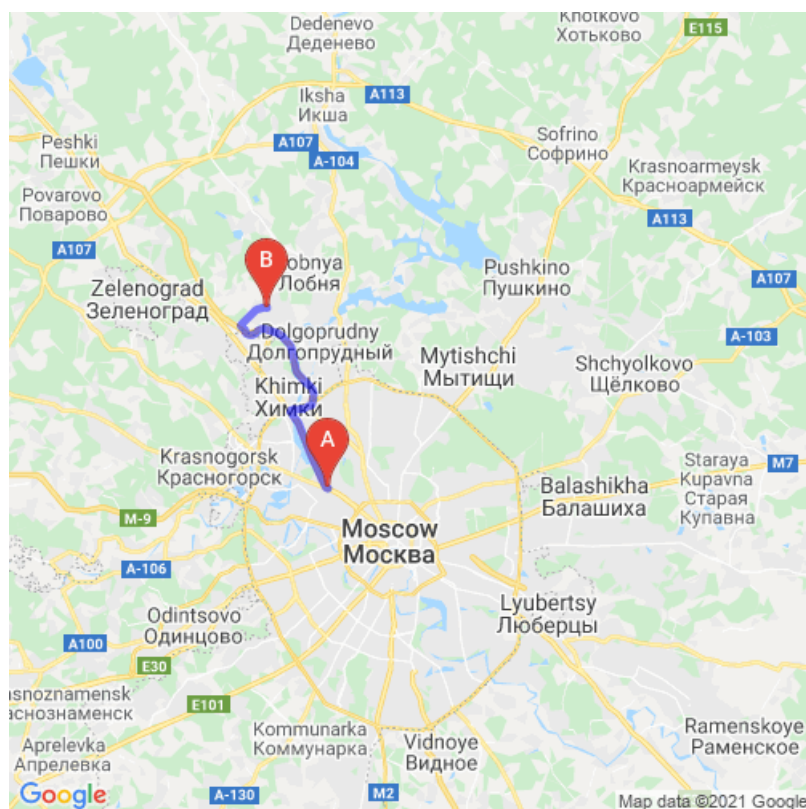 Dedenevo
Деденево
Khotkovo
Хотьково
E115
Iksha
Икша
A113
Peshki
Пешки
A107
A-104
Sofrino
Софрино
Krasnoarmeysk
Красноармейск
Povarovo
Поварово
A113
A107
B
obnya
Лобня
Zelenograd
Зеленоград
Pushkino
Пушкино
A107
Dolgoprudny
Долгопрудный
A-103
Mytishchi
Мытищи
Shchyolkovo
Щёлково
Khimki
Химки
A
Krasnogorsk
Красногорск
Staraya
Kupavna
Старая
Купавна
M7
Balashikha
Балашиха
M-9
Moscow
Москва
A-106
Lyubertsy
Люберцы
Odintsovo
Одинцово
A100
E30
asnoznamensk
аснознаменск
E101
Kommunarka
Коммунарка
Vidnoye
Видное
Ramenskoye
Раменское
Aprelevka
Апрелевка
Google
A-130
M2
Map data ©2021 Google